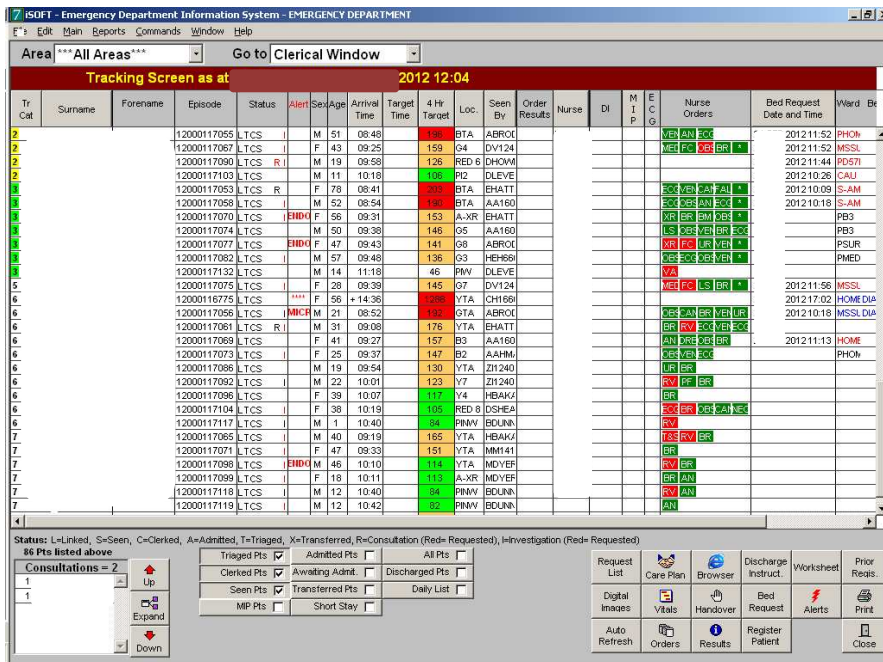 iSOFT - Emergency Department Information System - EMERGENCY DEPARTMENT
Edit Main Reports Commands Window Help
Area ***All Areas*** Go to Clerical Window
Tracking Screen as at 2012 12:04
Tr Cat Surname Forename Episode Status Alert Sex Age Arrival Time Target Time 4 Hr Target Loc. Seen By Order Results Nurse DI M I P E C G Nurse Orders Bed Request Date and Time Ward Be
2 12000117055 LTCS I M 51 08:48 196 BTA ABROD VEN AN ECG PHON
2 12000117067 LTCS I F 43 09:25 159 G4 DV124 MED FC OBS BR * 2012 11:52 MSSL
2 12000117090 LTCS R I M 19 09:58 126 RED 6 DHOWI 2012 11:44 PD57I
2 12000117103 LTCS M 11 10:18 106 PI2 DLEVE 2012 10:26 CAU
3 12000117053 LTCS R F 78 08:41 203 BTA EHATT ECG VEN CAN FAL * 2012 10:09 S-AM
3 12000117058 LTCS I M 52 08:54 190 BTA AA160 ECG OBS AN ECG * 2012 10:18 S-AM
3 12000117070 LTCS I ENDO F 56 09:31 153 A-XR EHATT XR BR BM OBS * PB3
3 12000117074 LTCS I M 50 09:38 146 G5 AA160 LS OBS VEN BR ECG PB3
3 12000117077 LTCS ENDO F 47 09:43 141 G8 ABROD XR FC UR VEN * PSUR
3 12000117082 LTCS I M 57 09:48 136 G3 HEH66 OBS ECG OBS VEN * PMED
3 12000117132 LTCS M 14 11:18 46 PIW DLEVE VA
5 12000117075 LTCS I F 28 09:39 145 G7 DV124 MED FC LS BR * 2012 11:56 MSSL
6 12000116775 LTCS **** F 56 +14:36 1288 YTA CH166 2012 17:02 HOME DIA
6 12000117056 LTCS I MICP M 21 08:52 192 GTA ABROD OBS CAN BR VEN UR 2012 10:18 MSSL DIA
6 12000117061 LTCS R I M 31 09:08 176 YTA EHATT BR RV ECG VEN ECG
6 12000117069 LTCS F 41 09:27 157 B3 AA160 AN DRE OBS BR 2012 11:13 HOME
6 12000117073 LTCS I F 25 09:37 147 B2 AAHM OBS VEN ECG PHON
6 12000117086 LTCS M 19 09:54 130 YTA ZI1240 UR BR
6 12000117092 LTCS I M 22 10:01 123 Y7 ZI1240 RV PF BR
6 12000117096 LTCS I F 39 10:07 117 Y4 HBAKA BR
6 12000117104 LTCS I F 38 10:19 105 RED 8 DSHEA ECG BR OBS CAN NEC
6 12000117117 LTCS I M 1 10:40 84 PINW BDUNN RV
7 12000117065 LTCS I M 40 09:19 165 YTA HBAKA T&S RV BR
7 12000117071 LTCS I F 47 09:33 151 YTA MM141 BR
7 12000117098 LTCS I ENDO M 46 10:10 114 YTA MDYER RV BR
7 12000117099 LTCS I F 18 10:11 113 A-XR MDYER BR AN
7 12000117118 LTCS I M 12 10:40 84 PINW BDUNN RV AN
7 12000117119 LTCS I M 12 10:42 82 PINW BDUNN AN
Status: L=Linked, S=Seen, C=Clerked, A=Admitted, T=Triaged, X=Transferred, R=Consultation (Red= Requested), I=Investigation (Red= Requested)
86 Pts listed above
Consultations = 2
1
1
Up
Expand
Down
Triaged Pts Admitted Pts All Pts
Clerked Pts Awaiting Admit. Discharged Pts
Seen Pts Transferred Pts Daily List
MIP Pts Short Stay
Request List Care Plan Browser Discharge Instruct. Worksheet Prior Regis.
Digital Images Vitals Handover Bed Request Alerts Print
Auto Refresh Orders Results Register Patient Close